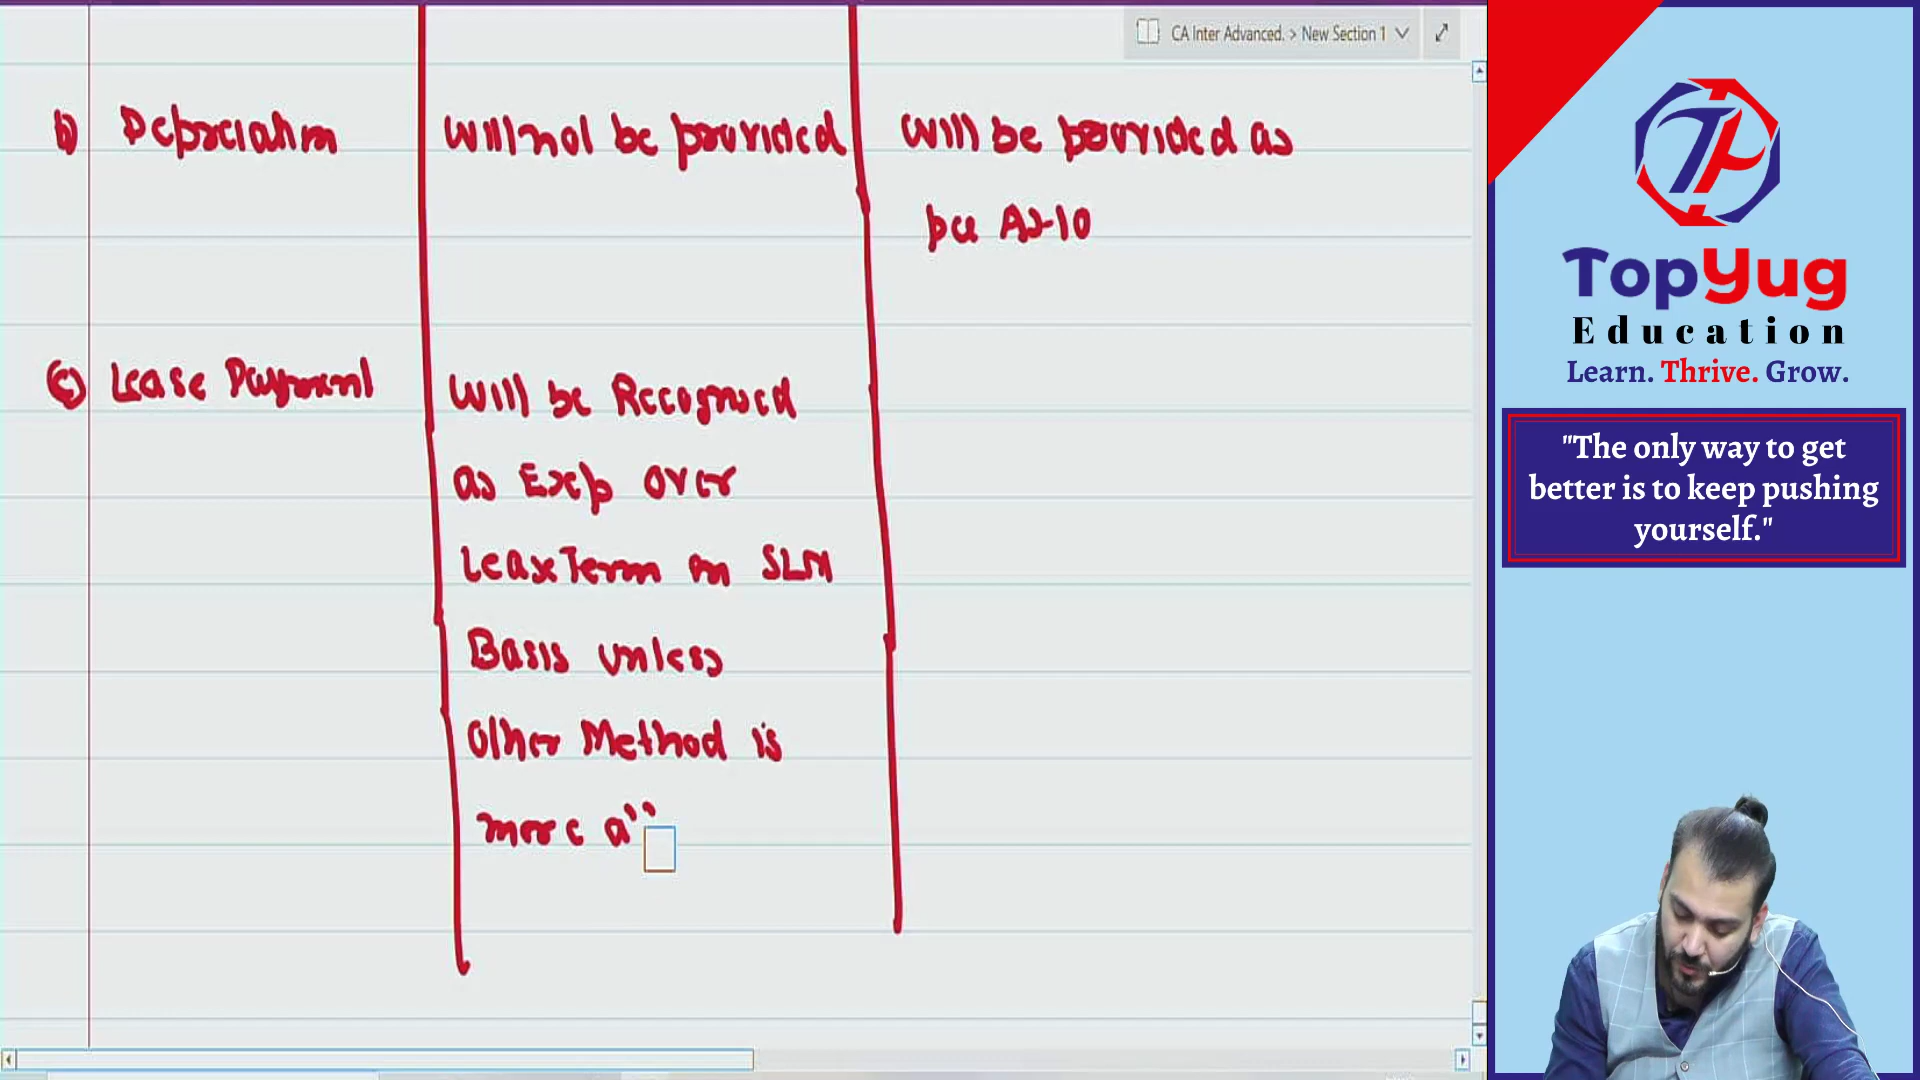 CA Inter Advanced. > New Section 1
b) Depreciation
will not be provided
will be provided as
per AS-10
c) Lease Payment
will be Recognised
as Exp over
Lease Term on SLM
Basis unless
Other Method is
more a
TopYug
Education
Learn. Thrive. Grow.
"The only way to get
better is to keep pushing
yourself."